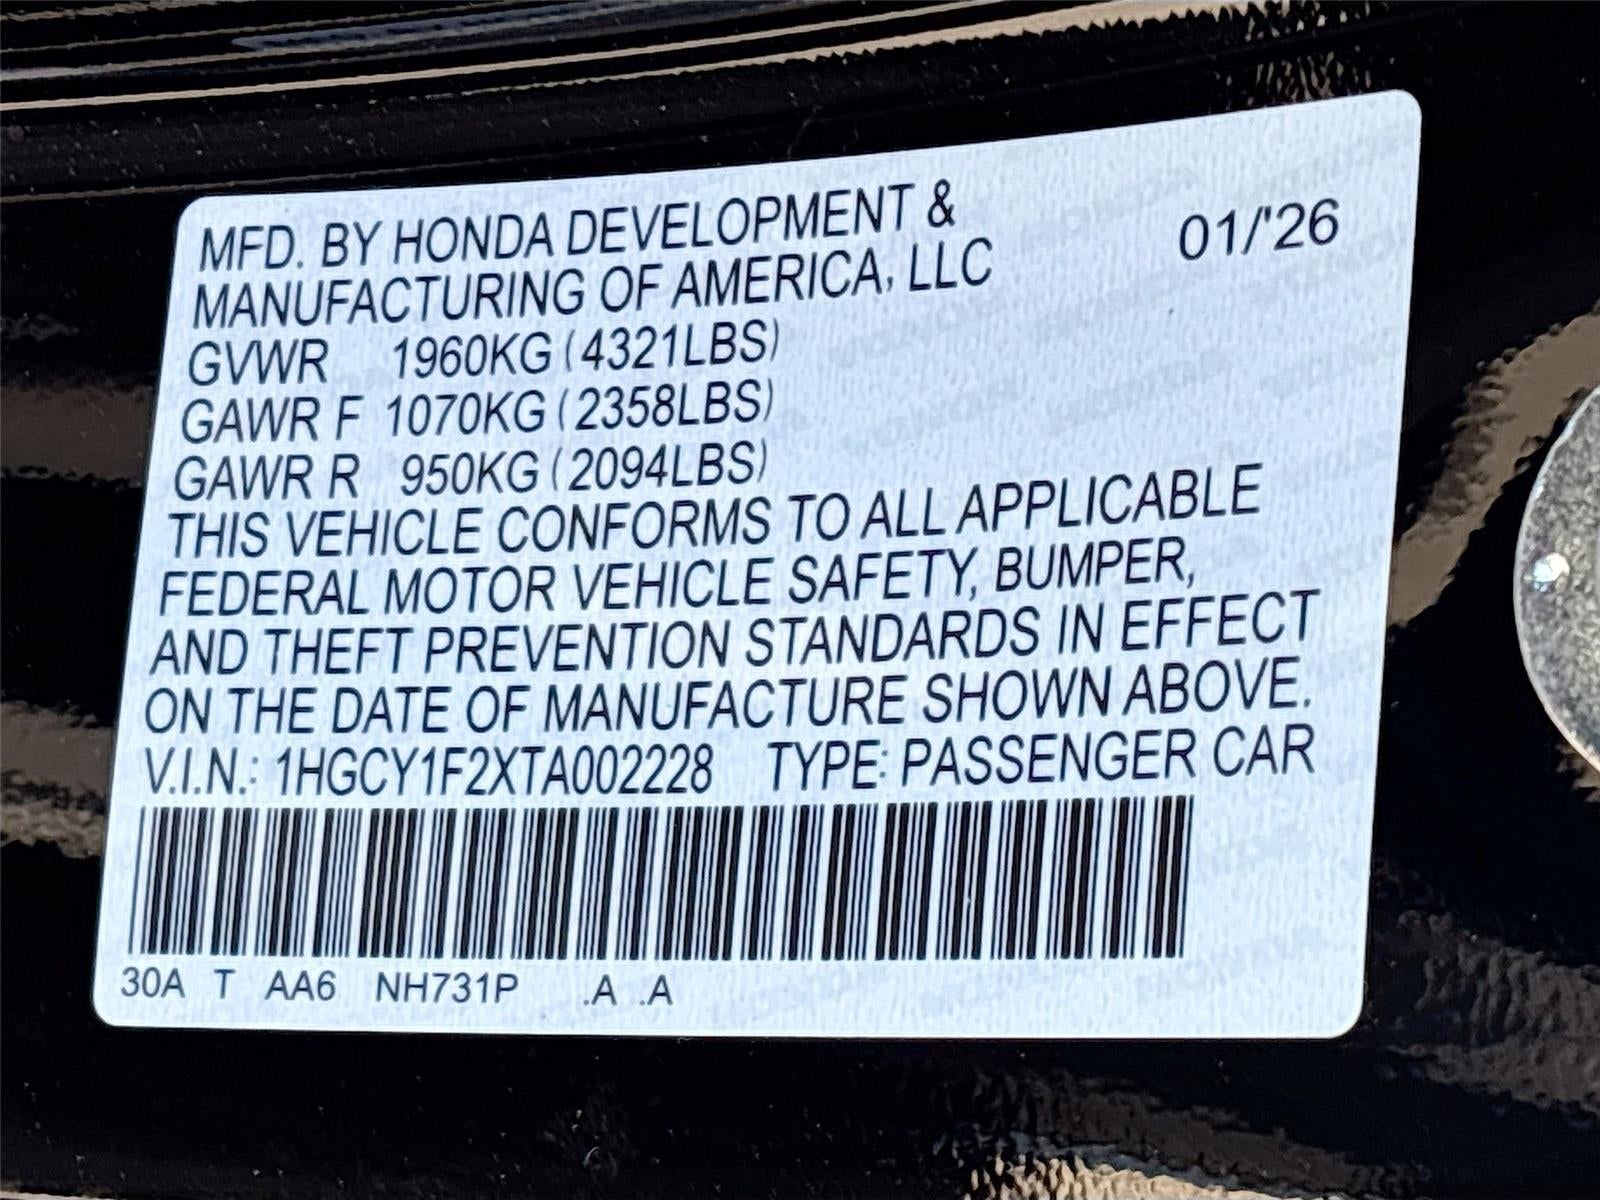 MFD. BY HONDA DEVELOPMENT & 01/'26
MANUFACTURING OF AMERICA, LLC
GVWR 1960KG (4321LBS)
GAWR F 1070KG (2358LBS)
GAWR R 950KG (2094LBS)
THIS VEHICLE CONFORMS TO ALL APPLICABLE
FEDERAL MOTOR VEHICLE SAFETY, BUMPER,
AND THEFT PREVENTION STANDARDS IN EFFECT
ON THE DATE OF MANUFACTURE SHOWN ABOVE.
V.I.N.: 1HGCY1F2XTA002228 TYPE: PASSENGER CAR
30A T AA6 NH731P .A .A